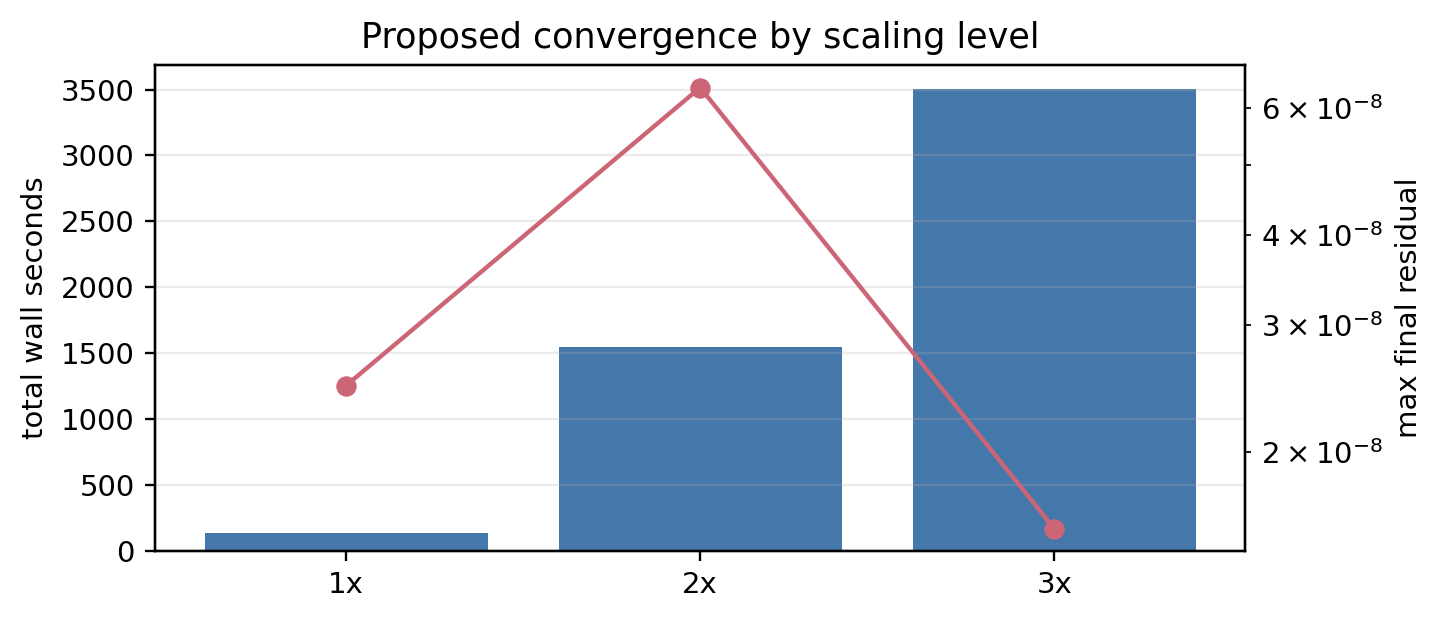 Proposed convergence by scaling level
total wall seconds
3500
3000
2500
2000
1500
1000
500
0
1x
2x
3x
6 × 10⁻⁸
4 × 10⁻⁸
3 × 10⁻⁸
2 × 10⁻⁸
max final residual